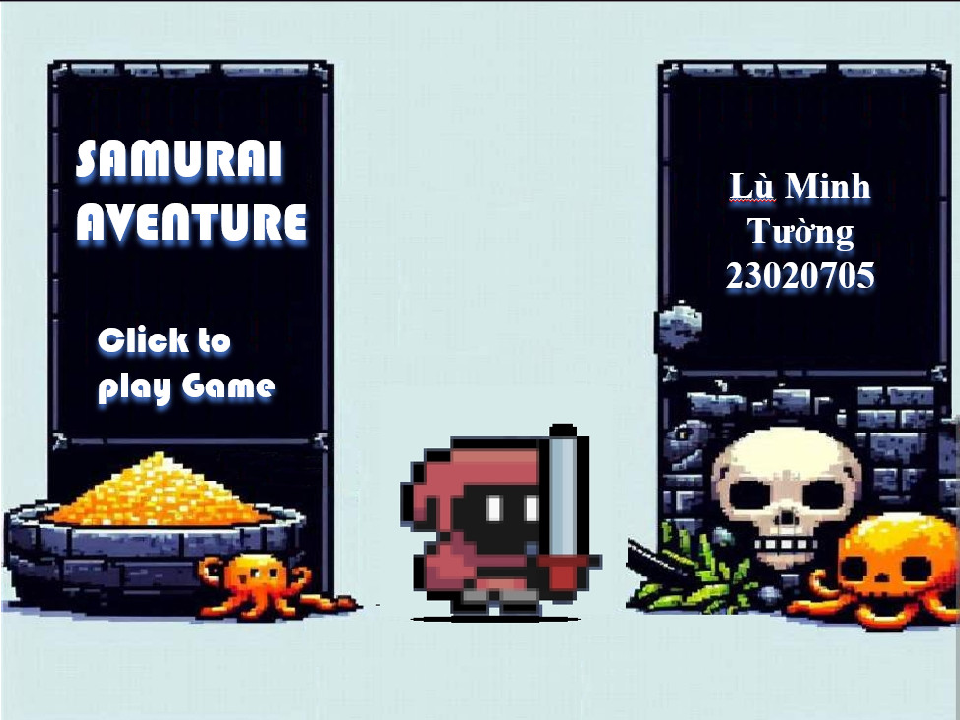 SAMURAI
AVENTURE
Click to
play Game
Lù Minh
Tường
23020705